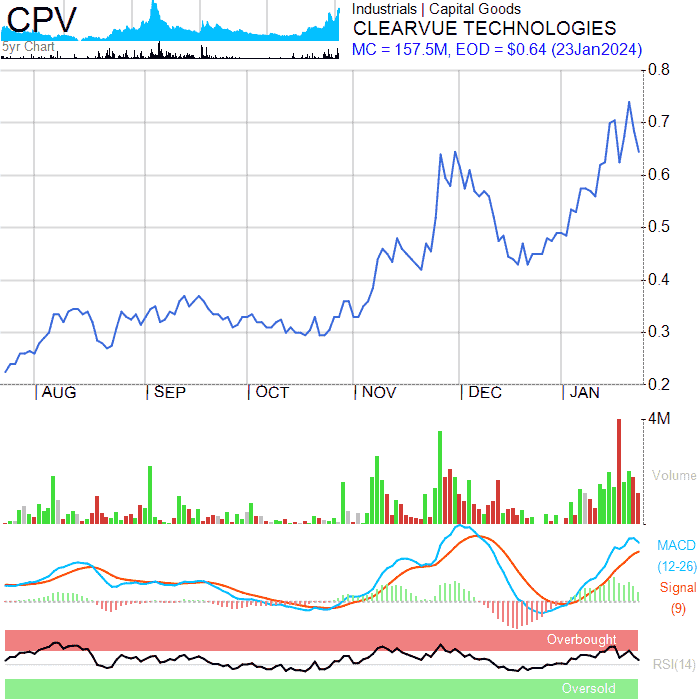 CPV
5yr Chart
Industrials | Capital Goods
CLEARVUE TECHNOLOGIES
MC = 157.5M, EOD = $0.64 (23Jan2024)
0.8
0.7
0.6
0.5
0.4
0.3
0.2
AUG SEP OCT NOV DEC JAN
4M
Volume
MACD
(12-26)
Signal
(9)
Overbought
RSI(14)
Oversold